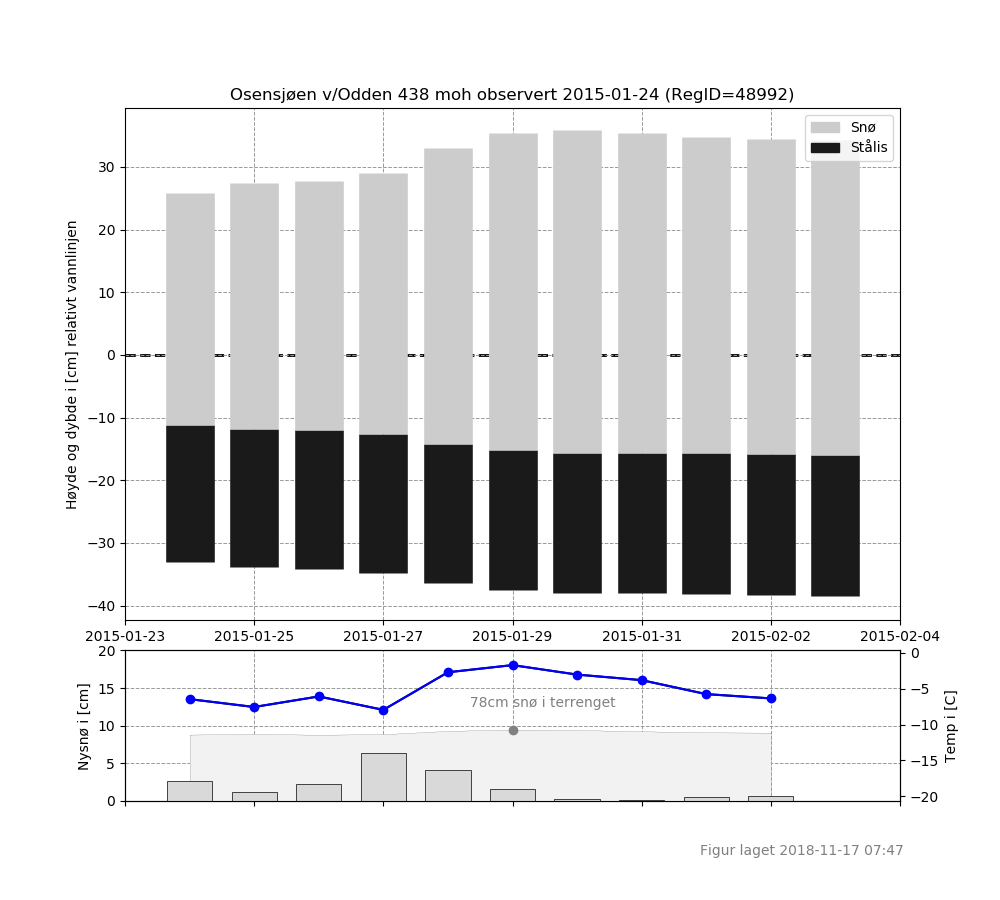 Osensjøen v/Odden 438 moh observert 2015-01-24 (RegID=48992)
Snø
Stålis
Høyde og dybde i [cm] relativt vannlinjen
30
20
10
0
−10
−20
−30
−40
2015-01-23 2015-01-25 2015-01-27 2015-01-29 2015-01-31 2015-02-02 2015-02-04
Nysnø i [cm]
20
15
10
5
0
78cm snø i terrenget
0
−5
−10
−15
−20
Temp i [C]
Figur laget 2018-11-17 07:47